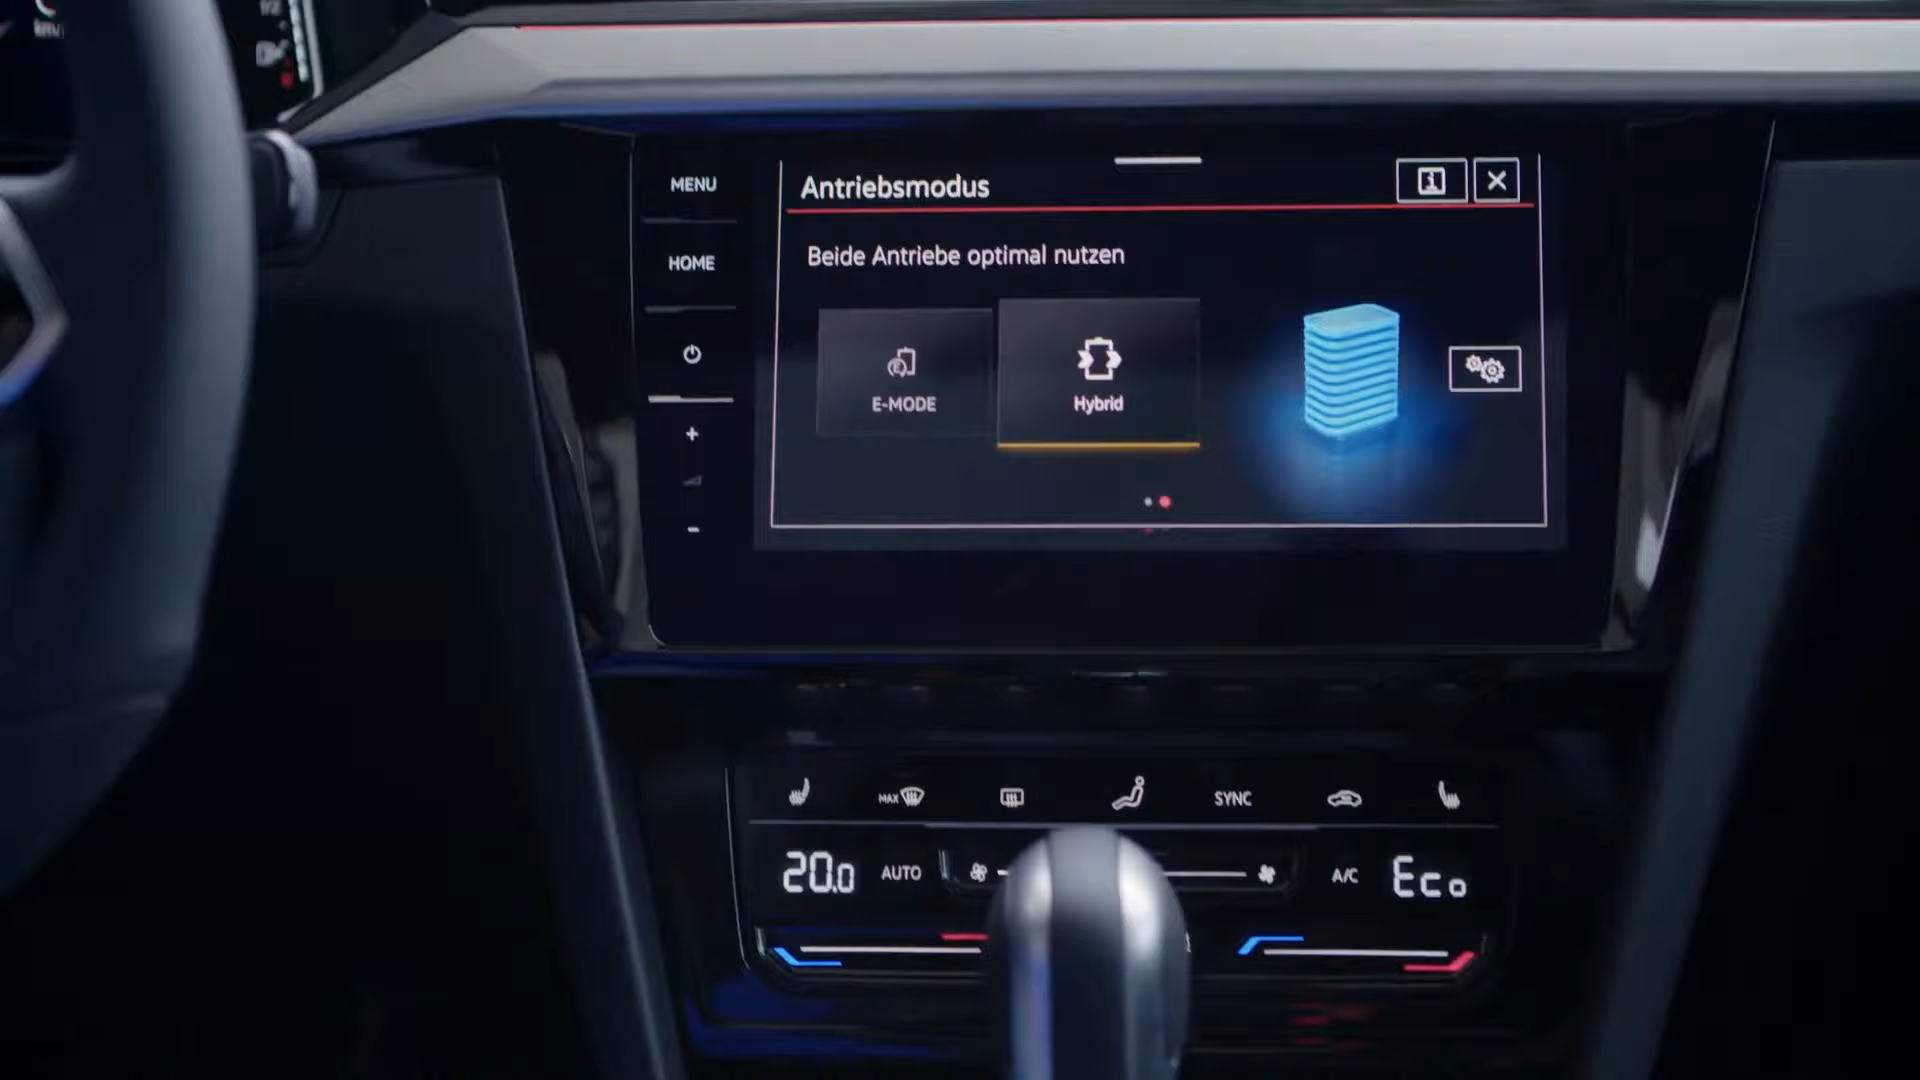 MENU
Antriebsmodus
HOME
Beide Antriebe optimal nutzen
E-MODE
Hybrid
MAX
SYNC
20.0
AUTO
A/C
Eco